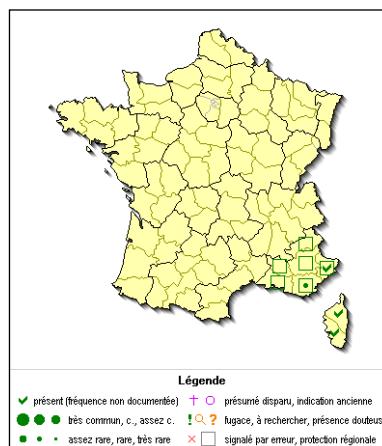 Légende
présent (fréquence non documentée) présumé disparu, indication ancienne
très commun, c., assez c. fugace, à rechercher, présence douteus
assez rare, rare, très rare signalé par erreur, protection régionale